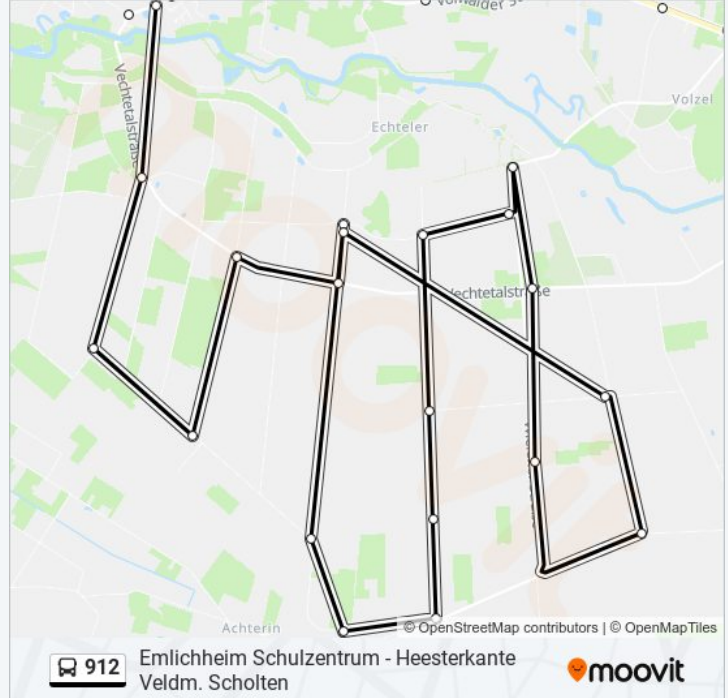 Vechtetalstraße
Echteler
Volzel
Vechtetalstraße
Achterin
© OpenStreetMap contributors | © OpenMapTiles
912
Emlichheim Schulzentrum - Heesterkante
Veldm. Scholten
moovit